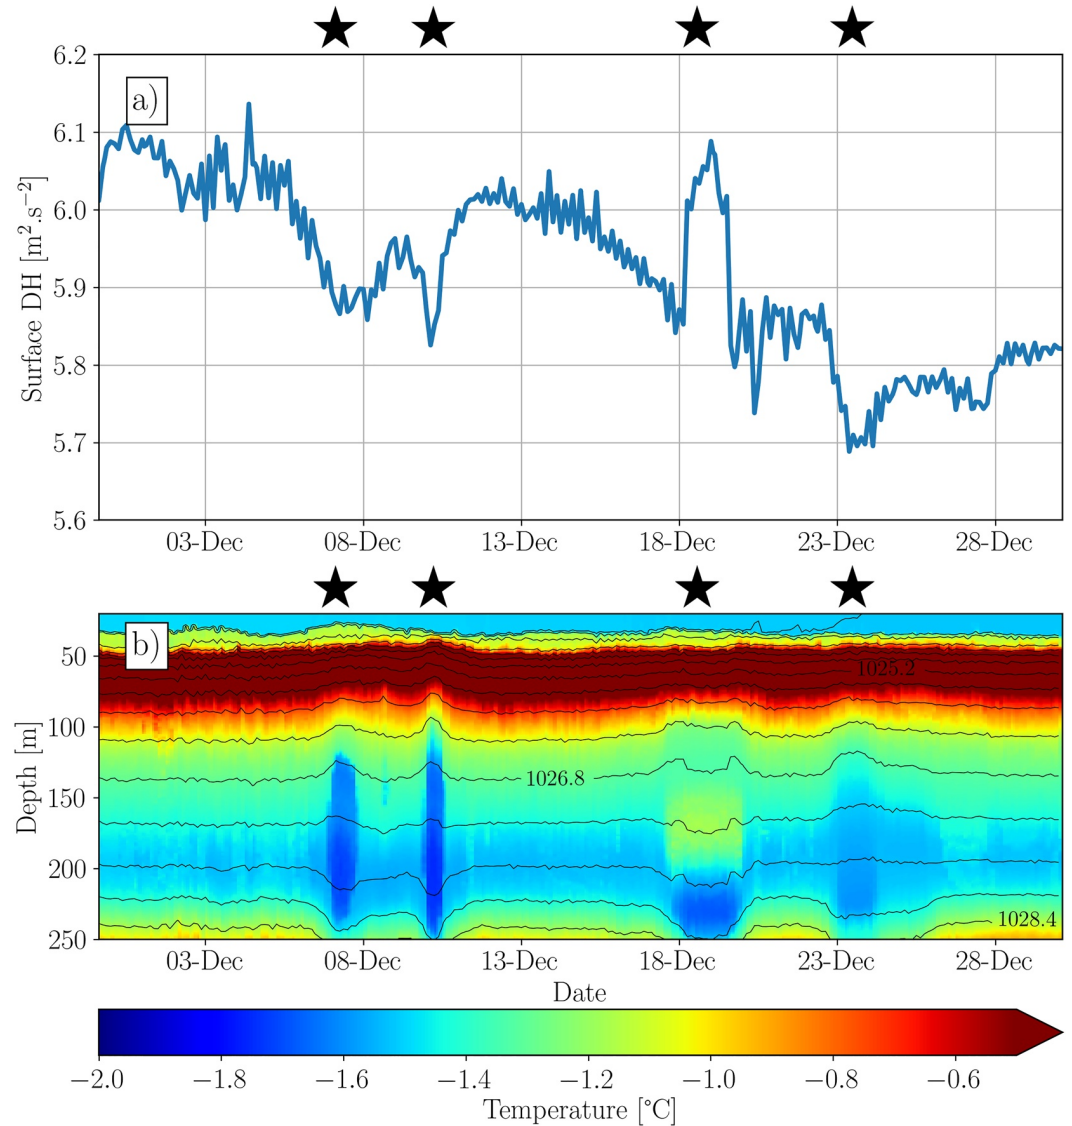 a)
6.2
6.1
6.0
5.9
5.8
5.7
5.6
Surface DH [m².s⁻²]
03-Dec 08-Dec 13-Dec 18-Dec 23-Dec 28-Dec
b)
50
100
150
200
250
Depth [m]
1025.2
1026.8
1028.4
03-Dec 08-Dec 13-Dec 18-Dec 23-Dec 28-Dec
Date
−2.0 −1.8 −1.6 −1.4 −1.2 −1.0 −0.8 −0.6
Temperature [°C]